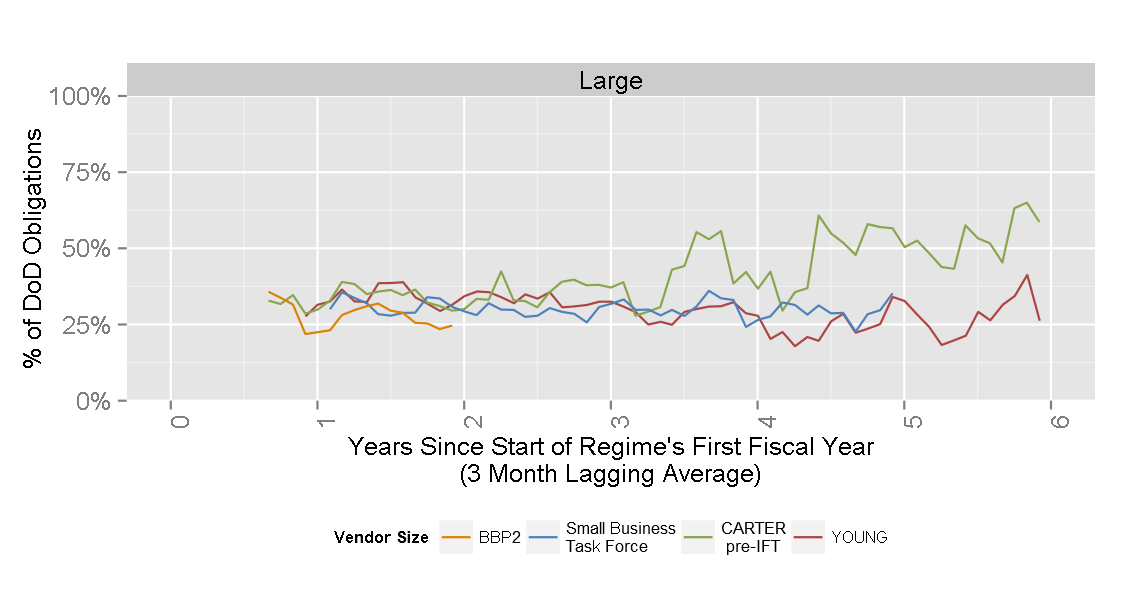 Large
100%
75%
50%
25%
0%
% of DoD Obligations
0
1
2
3
4
5
6
Years Since Start of Regime's First Fiscal Year
(3 Month Lagging Average)
Vendor Size
BBP2
Small Business
Task Force
CARTER
pre-IFT
YOUNG